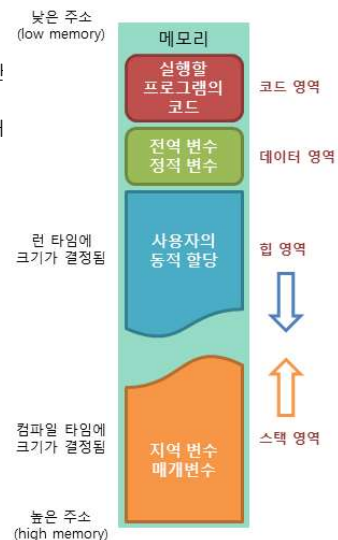 낮은 주소
(low memory)
메모리
실행할
프로그램의
코드
코드 영역
전역 변수
정적 변수
데이터 영역
런 타임에
크기가 결정됨
사용자의
동적 할당
힙 영역
컴파일 타임에
크기가 결정됨
지역 변수
매개변수
스택 영역
높은 주소
(high memory)